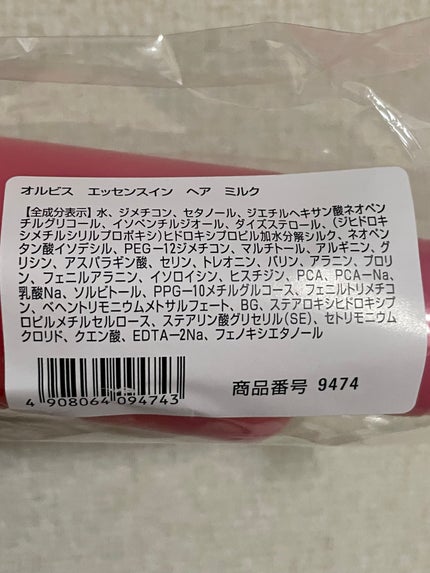 オルビス エッセンスイン ヘア ミルク
【全成分表示】水、ジメチコン、セタノール、ジエチルヘキサン酸ネオペン
チルグリコール、イソペンチルジオール、ダイズステロール、(ジヒドロキ
シメチルシリルプロポキシ)ヒドロキシプロピル加水分解シルク、ネオペン
タン酸イソデシル、PEG-12ジメチコン、マルチトール、アルギニン、グ
リシン、アスパラギン酸、セリン、トレオニン、バリン、アラニン、プロリ
ン、フェニルアラニン、イソロイシン、ヒスチジン、PCA、PCA-Na、
乳酸Na、ソルビトール、PPG-10メチルグルコース、フェニルトリメチコ
ン、ベヘントリモニウムメトサルフェート、BG、ステアロキシヒドロキシプ
ロピルメチルセルロース、ステアリン酸グリセリル(SE)、セトリモニウム
クロリド、クエン酸、EDTA-2Na、フェノキシエタノール
4 908064 094743
商品番号 9474